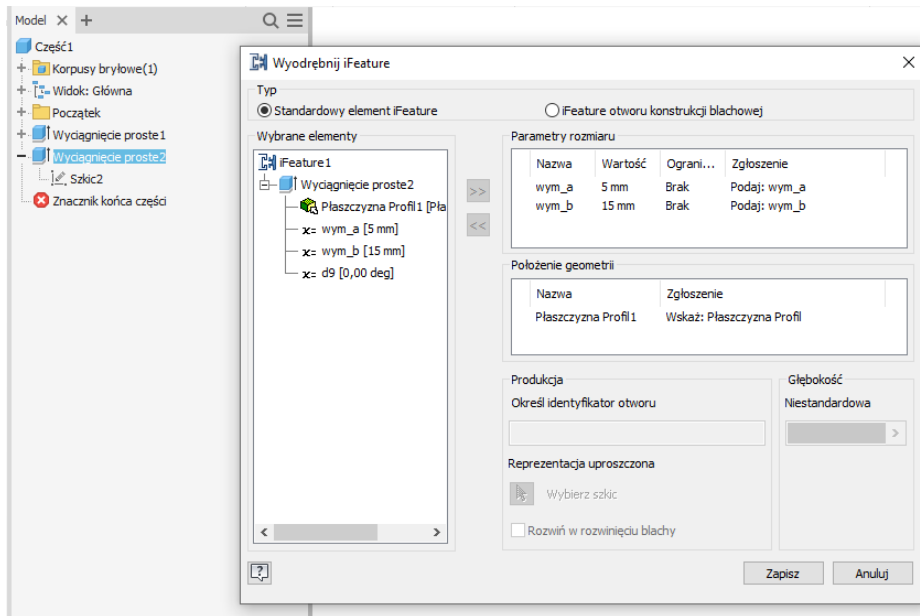 Model
Część1
Korpusy bryłowe(1)
Widok: Główna
Początek
Wyciągnięcie proste1
Wyciągnięcie proste2
Szkic2
Znacznik końca części
Wyodrębnij iFeature
Typ
Standardowy element iFeature
iFeature otworu konstrukcji blachowej
Wybrane elementy
iFeature1
Wyciągnięcie proste2
Płaszczyzna Profil1 [Pła
x= wym_a [5 mm]
x= wym_b [15 mm]
x= d9 [0,00 deg]
>>
<<
Parametry rozmiaru
Nazwa Wartość Ograni... Zgłoszenie
wym_a 5 mm Brak Podaj: wym_a
wym_b 15 mm Brak Podaj: wym_b
Położenie geometrii
Nazwa Zgłoszenie
Płaszczyzna Profil1 Wskaż: Płaszczyzna Profil
Produkcja
Określ identyfikator otworu
Reprezentacja uproszczona
Wybierz szkic
Rozwiń w rozwinięciu blachy
Głębokość
Niestandardowa
Zapisz
Anuluj